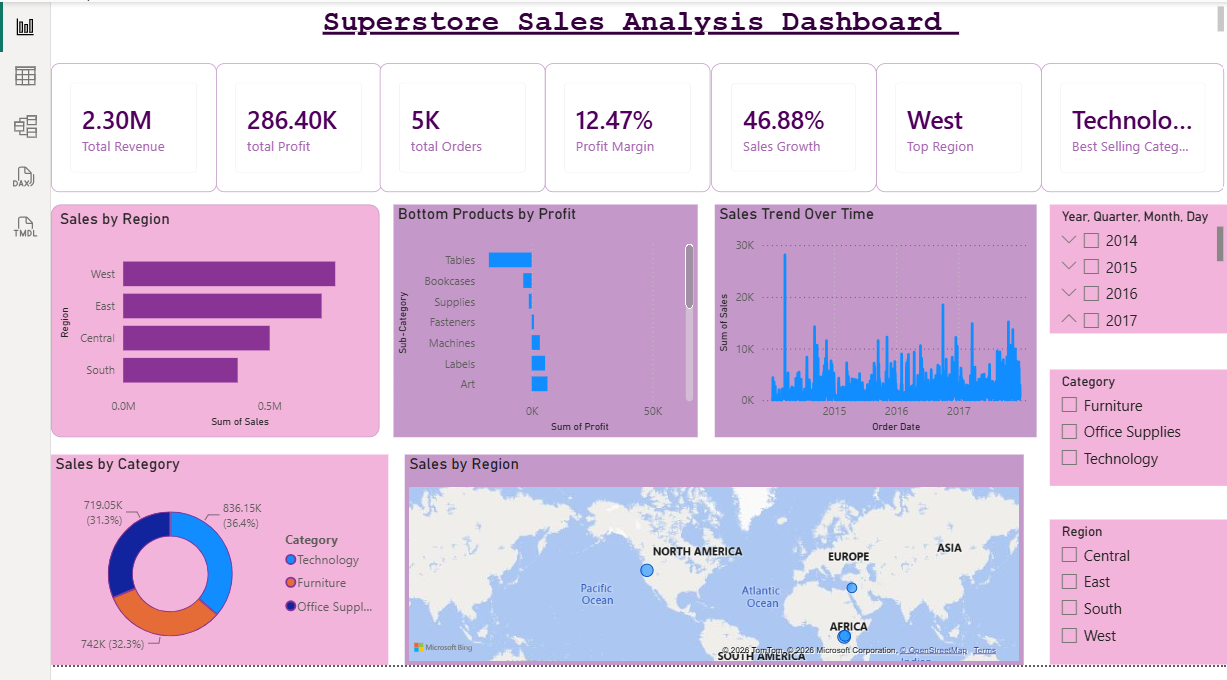 Superstore Sales Analysis Dashboard
DAX
TMDL
2.30M
Total Revenue
286.40K
total Profit
5K
total Orders
12.47%
Profit Margin
46.88%
Sales Growth
West
Top Region
Technolo...
Best Selling Categ...
Sales by Region
Region
West
East
Central
South
0.0M
0.5M
Sum of Sales
Bottom Products by Profit
Sub-Category
Tables
Bookcases
Supplies
Fasteners
Machines
Labels
Art
0K
50K
Sum of Profit
Sales Trend Over Time
Sum of Sales
30K
20K
10K
0K
2015
2016
2017
Order Date
Year, Quarter, Month, Day
2014
2015
2016
2017
Category
Furniture
Office Supplies
Technology
Sales by Category
719.05K
(31.3%)
836.15K
(36.4%)
742K (32.3%)
Category
Technology
Furniture
Office Suppl...
Sales by Region
NORTH AMERICA
EUROPE
ASIA
Pacific
Ocean
Atlantic
Ocean
AFRICA
SOUTH AMERICA
Microsoft Bing
© 2026 TomTom, © 2026 Microsoft Corporation, © OpenStreetMap Terms
Indian
Region
Central
East
South
West